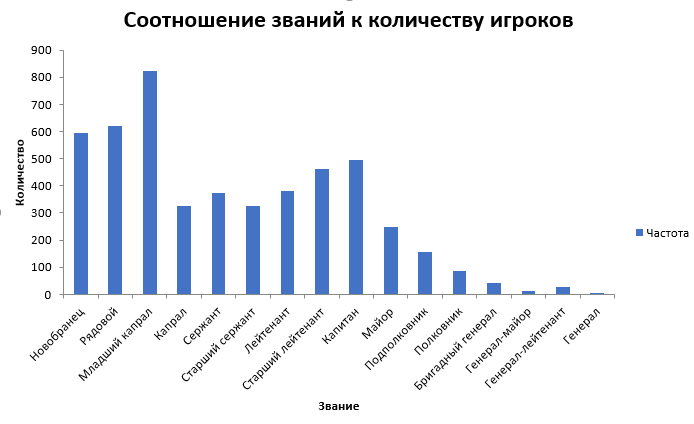 Соотношение званий к количеству игроков
900
800
700
600
500
400
300
200
100
0
Количество
Новобранец
Рядовой
Младший капрал
Капрал
Сержант
Старший сержант
Лейтенант
Старший лейтенант
Капитан
Майор
Подполковник
Полковник
Бригадный генерал
Генерал-майор
Генерал-лейтенант
Генерал
Звание
Частота